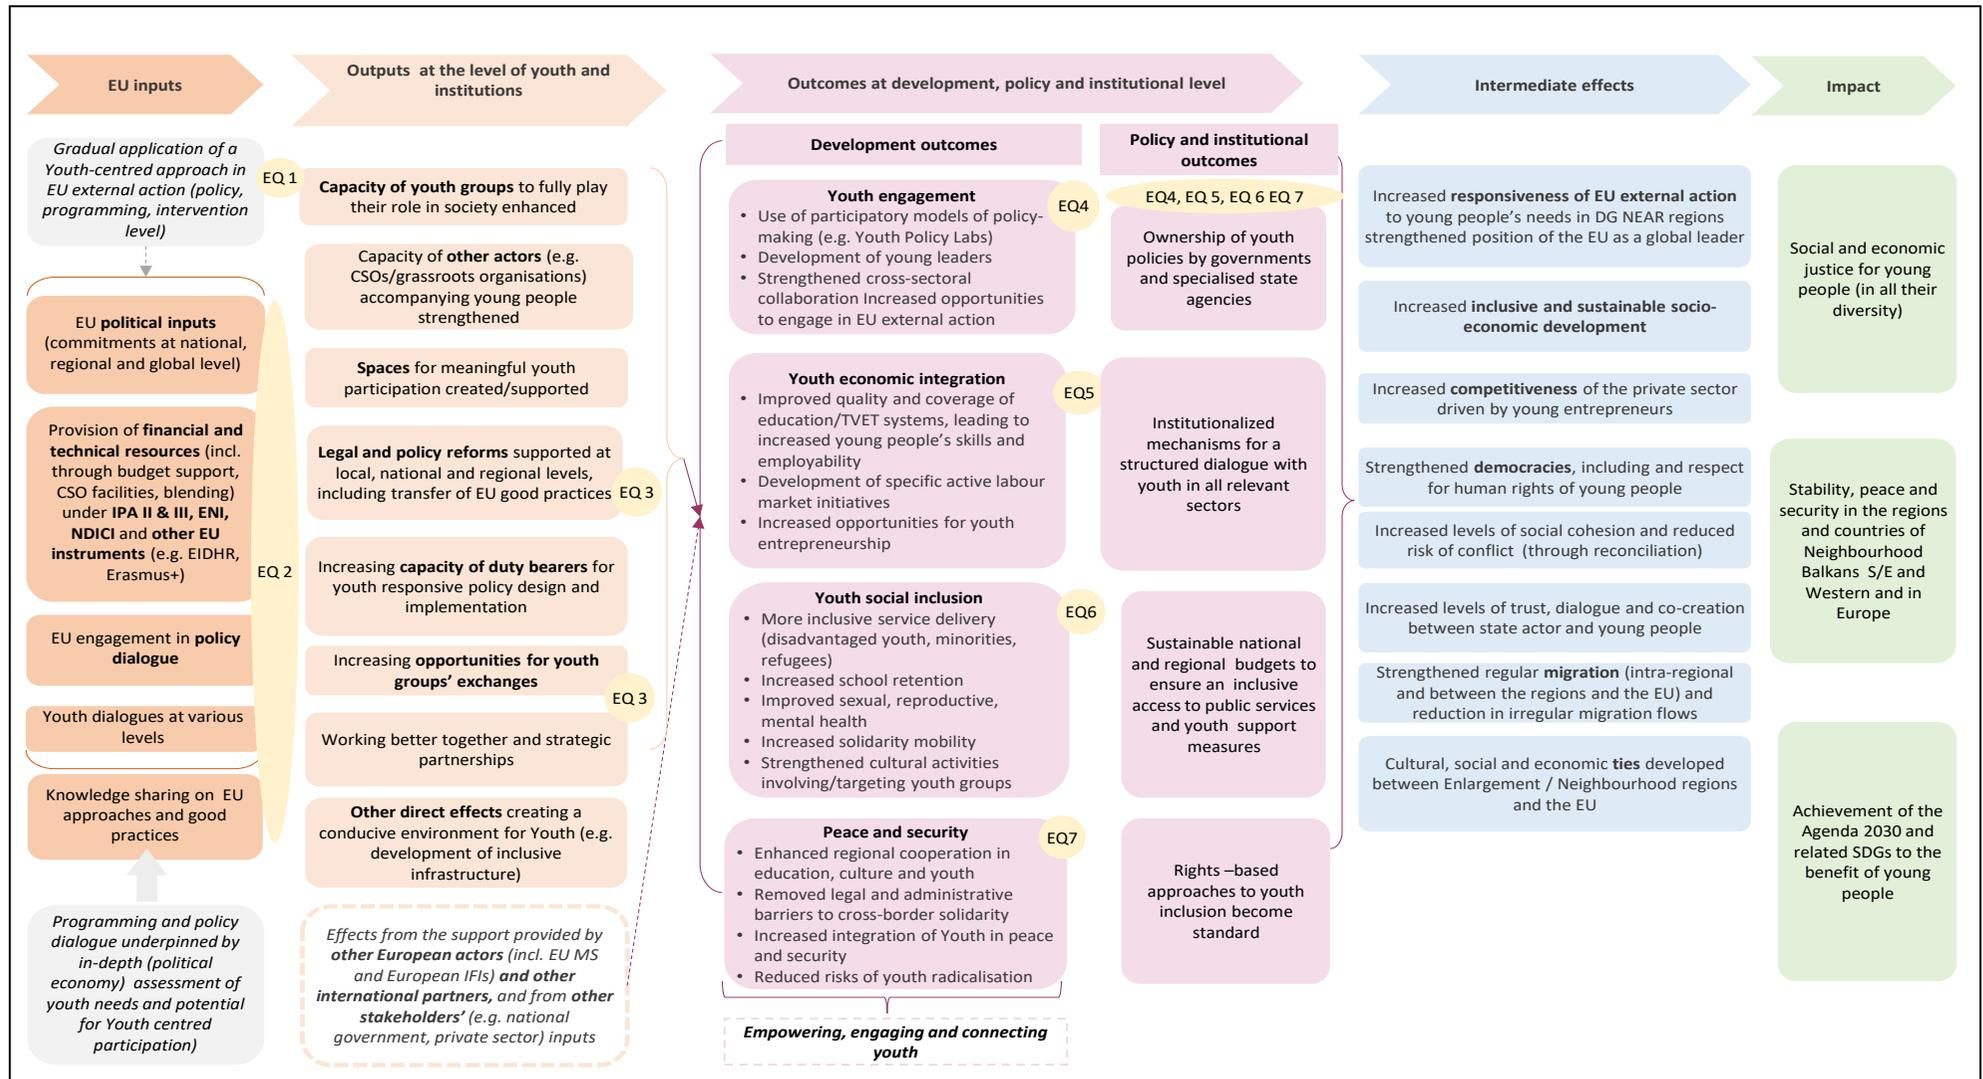 EU inputs
Outputs at the level of youth and
institutions
Outcomes at development, policy and institutional level
Intermediate effects
Impact
Gradual application of a
Youth-centred approach in
EU external action (policy,
programming, intervention
level)
EQ 1
EU political inputs
(commitments at national,
regional and global level)
Provision of financial and
technical resources (incl.
through budget support,
CSO facilities, blending)
under IPA II & III, ENI,
NDICI and other EU
instruments (e.g. EIDHR,
Erasmus+)
EQ 2
EU engagement in policy
dialogue
Youth dialogues at various
levels
Knowledge sharing on EU
approaches and good
practices
Programming and policy
dialogue underpinned by
in-depth (political
economy) assessment of
youth needs and potential
for Youth centred
participation)
Capacity of youth groups to fully play
their role in society enhanced
Capacity of other actors (e.g.
CSOs/grassroots organisations)
accompanying young people
strengthened
Spaces for meaningful youth
participation created/supported
Legal and policy reforms supported at
local, national and regional levels,
including transfer of EU good practices
EQ 3
Increasing capacity of duty bearers for
youth responsive policy design and
implementation
Increasing opportunities for youth
groups’ exchanges
EQ 3
Working better together and strategic
partnerships
Other direct effects creating a
conducive environment for Youth (e.g.
development of inclusive
infrastructure)
Effects from the support provided by
other European actors (incl. EU MS
and European IFIs) and other
international partners, and from other
stakeholders’ (e.g. national
government, private sector) inputs
Development outcomes
Youth engagement
• Use of participatory models of policy-
making (e.g. Youth Policy Labs)
• Development of young leaders
• Strengthened cross-sectoral
collaboration Increased opportunities
to engage in EU external action
EQ4
Youth economic integration
• Improved quality and coverage of
education/TVET systems, leading to
increased young people’s skills and
employability
• Development of specific active labour
market initiatives
• Increased opportunities for youth
entrepreneurship
EQ5
Youth social inclusion
• More inclusive service delivery
(disadvantaged youth, minorities,
refugees)
• Increased school retention
• Improved sexual, reproductive,
mental health
• Increased solidarity mobility
• Strengthened cultural activities
involving/targeting youth groups
EQ6
Peace and security
• Enhanced regional cooperation in
education, culture and youth
• Removed legal and administrative
barriers to cross-border solidarity
• Increased integration of Youth in peace
and security
• Reduced risks of youth radicalisation
EQ7
Empowering, engaging and connecting
youth
Policy and institutional
outcomes
EQ4, EQ 5, EQ 6 EQ 7
Ownership of youth
policies by governments
and specialised state
agencies
Institutionalized
mechanisms for a
structured dialogue with
youth in all relevant
sectors
Sustainable national
and regional budgets to
ensure an inclusive
access to public services
and youth support
measures
Rights –based
approaches to youth
inclusion become
standard
Increased responsiveness of EU external action
to young people’s needs in DG NEAR regions
strengthened position of the EU as a global leader
Increased inclusive and sustainable socio-
economic development
Increased competitiveness of the private sector
driven by young entrepreneurs
Strengthened democracies, including and respect
for human rights of young people
Increased levels of social cohesion and reduced
risk of conflict (through reconciliation)
Increased levels of trust, dialogue and co-creation
between state actor and young people
Strengthened regular migration (intra-regional
and between the regions and the EU) and
reduction in irregular migration flows
Cultural, social and economic ties developed
between Enlargement / Neighbourhood regions
and the EU
Social and economic
justice for young
people (in all their
diversity)
Stability, peace and
security in the regions
and countries of
Neighbourhood
Balkans S/E and
Western and in
Europe
Achievement of the
Agenda 2030 and
related SDGs to the
benefit of young
people